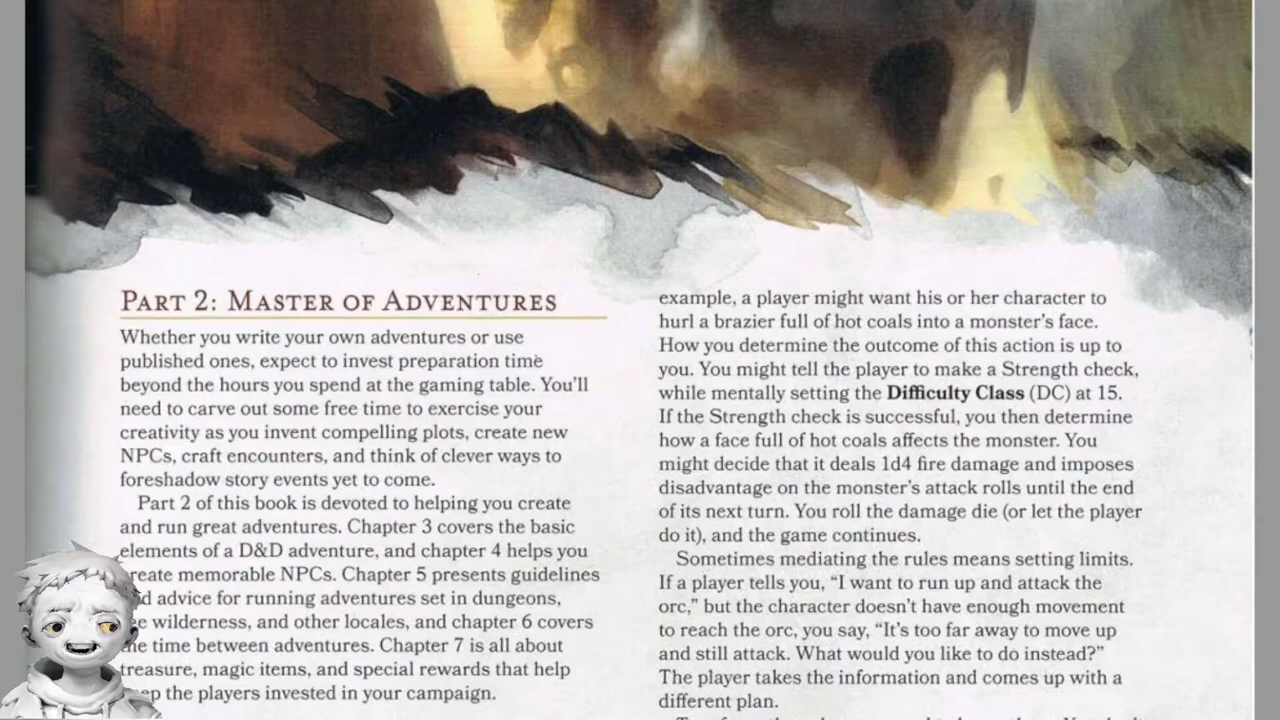 PART 2: MASTER OF ADVENTURES
Whether you write your own adventures or use
published ones, expect to invest preparation time
beyond the hours you spend at the gaming table. You'll
need to carve out some free time to exercise your
creativity as you invent compelling plots, create new
NPCs, craft encounters, and think of clever ways to
foreshadow story events yet to come.
Part 2 of this book is devoted to helping you create
and run great adventures. Chapter 3 covers the basic
elements of a D&D adventure, and chapter 4 helps you
memorable NPCs. Chapter 5 presents guidelines
advice for running adventures set in dungeons,
wilderness, and other locales, and chapter 6 covers
time between adventures. Chapter 7 is all about
treasure, magic items, and special rewards that help
the players invested in your campaign.
example, a player might want his or her character to
hurl a brazier full of hot coals into a monster's face.
How you determine the outcome of this action is up to
you. You might tell the player to make a Strength check,
while mentally setting the Difficulty Class (DC) at 15.
If the Strength check is successful, you then determine
how a face full of hot coals affects the monster. You
might decide that it deals 1d4 fire damage and imposes
disadvantage on the monster's attack rolls until the end
of its next turn. You roll the damage die (or let the player
do it), and the game continues.
Sometimes mediating the rules means setting limits.
If a player tells you, “I want to run up and attack the
orc,” but the character doesn't have enough movement
to reach the orc, you say, “It's too far away to move up
and still attack. What would you like to do instead?”
The player takes the information and comes up with a
different plan.